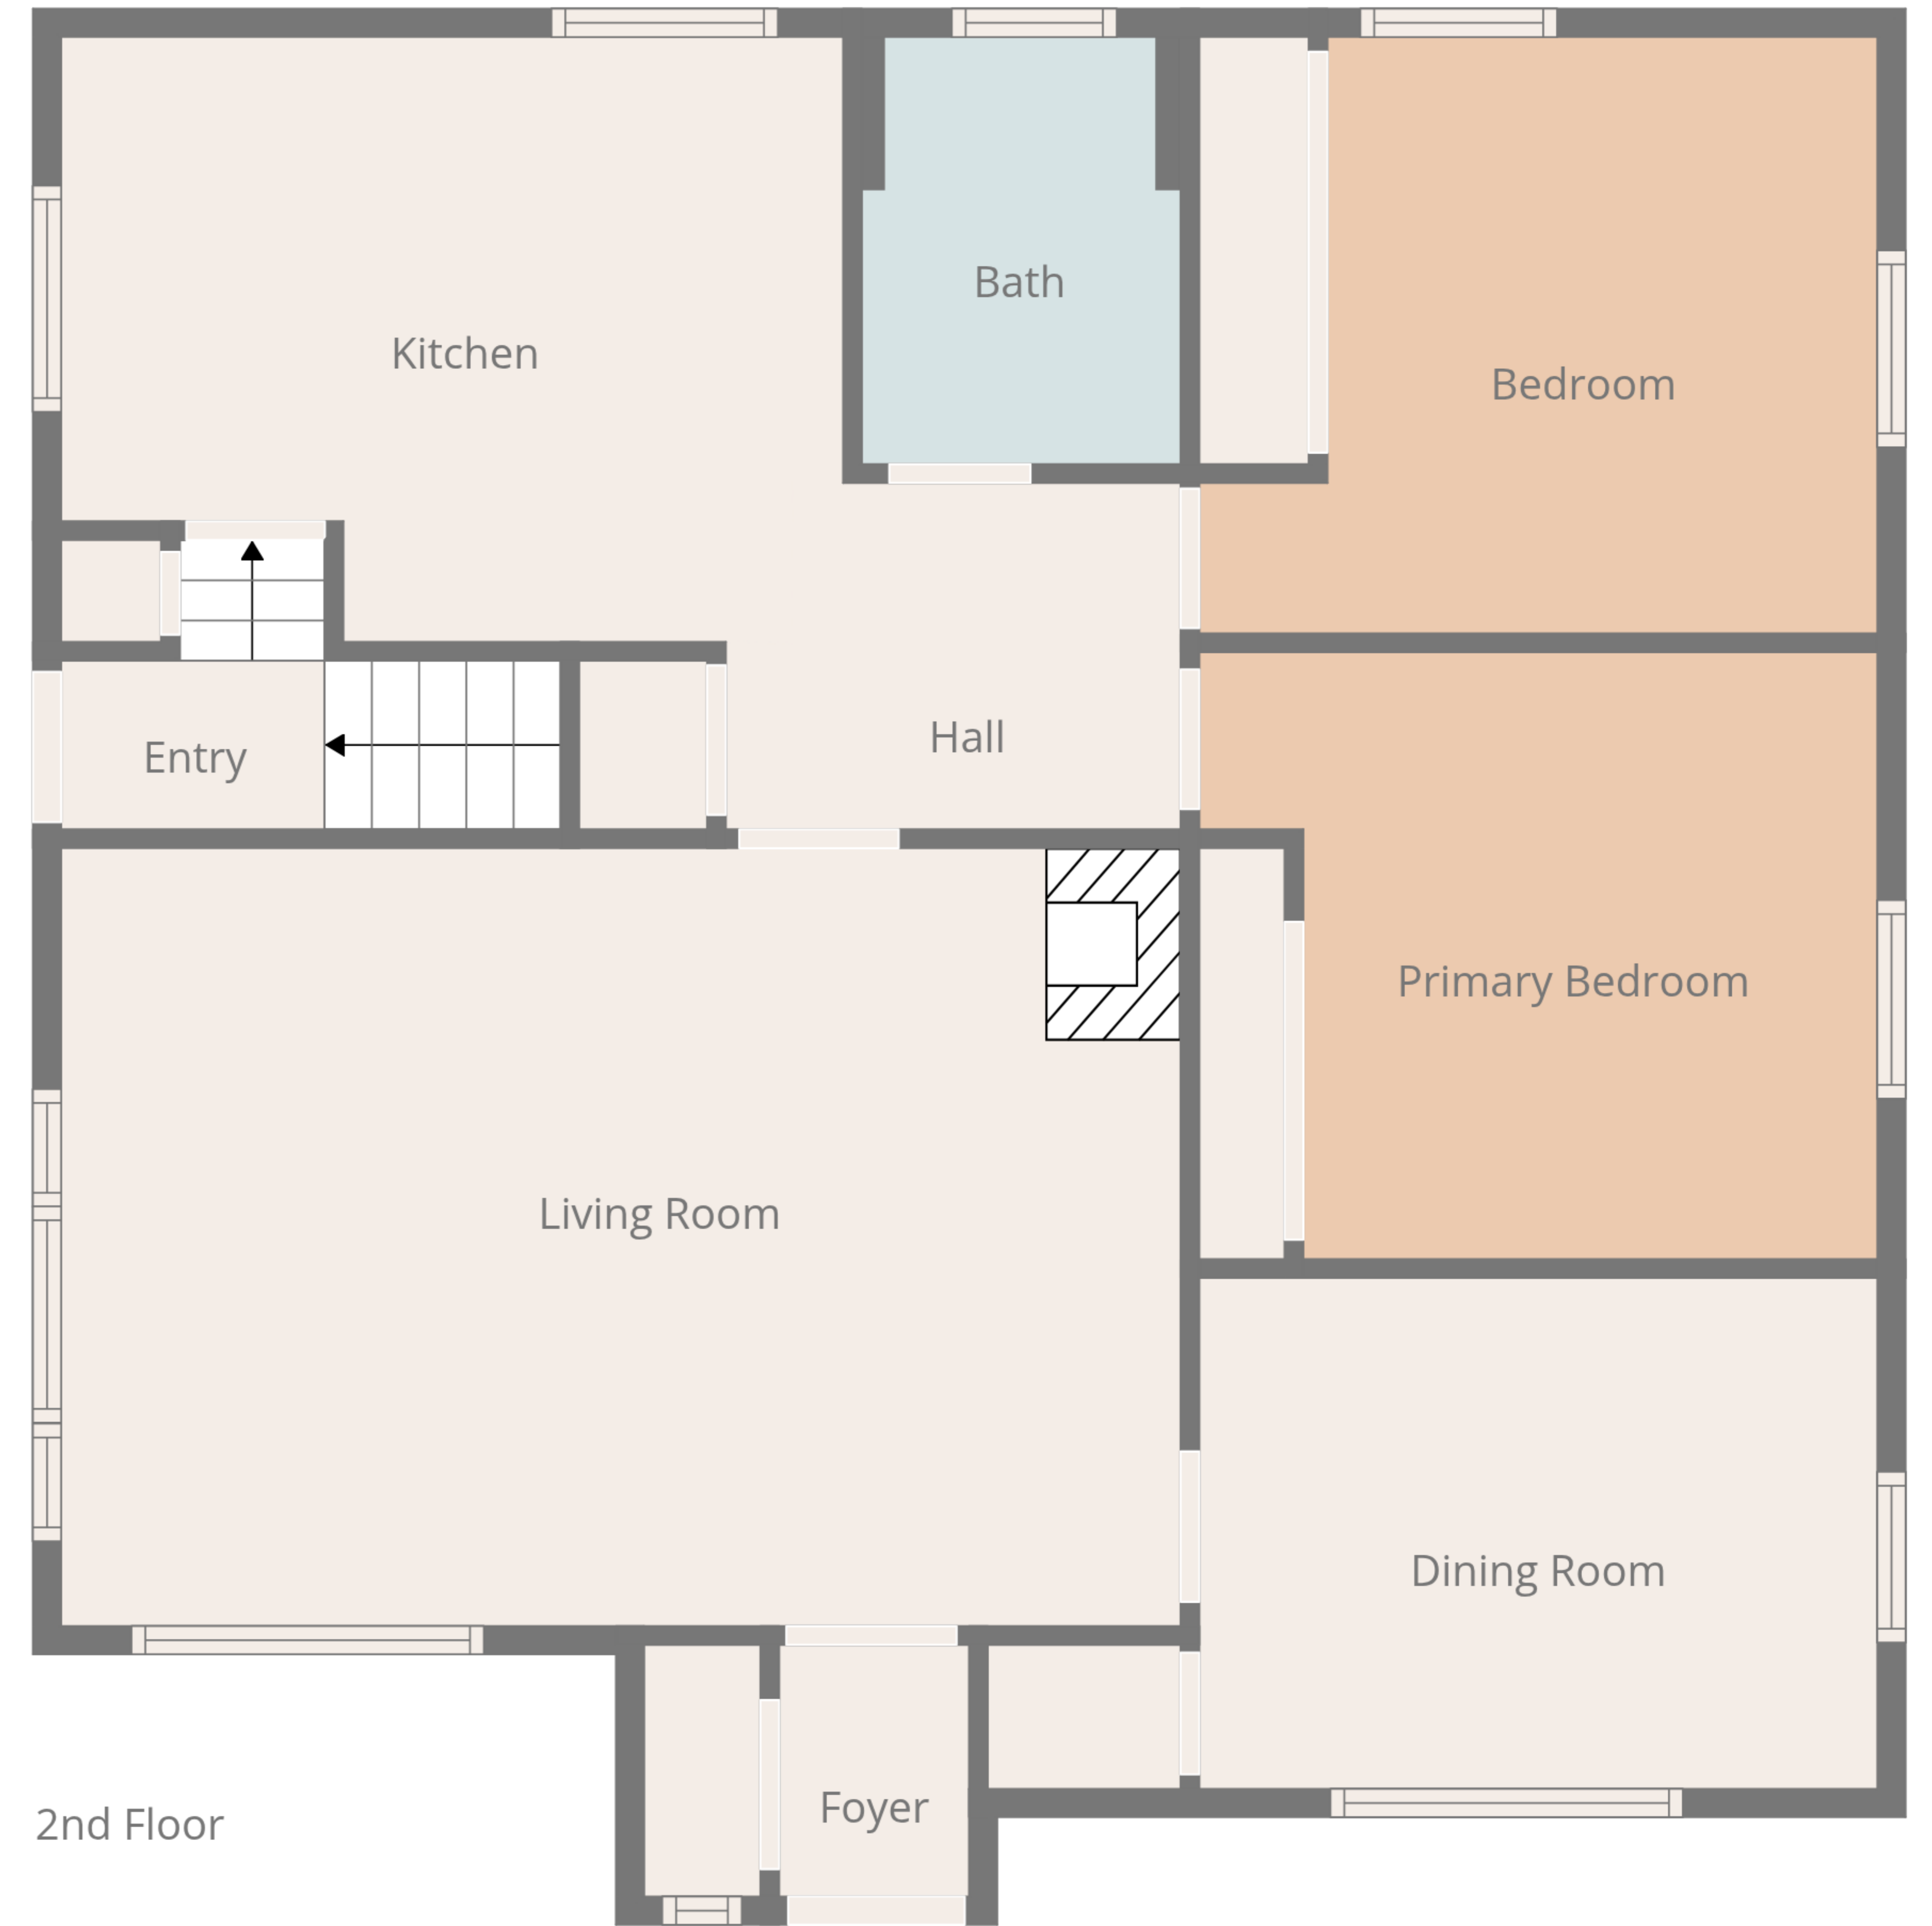 Bath
Kitchen
Bedroom
Hall
Entry
Primary Bedroom
Living Room
Dining Room
Foyer
2nd Floor